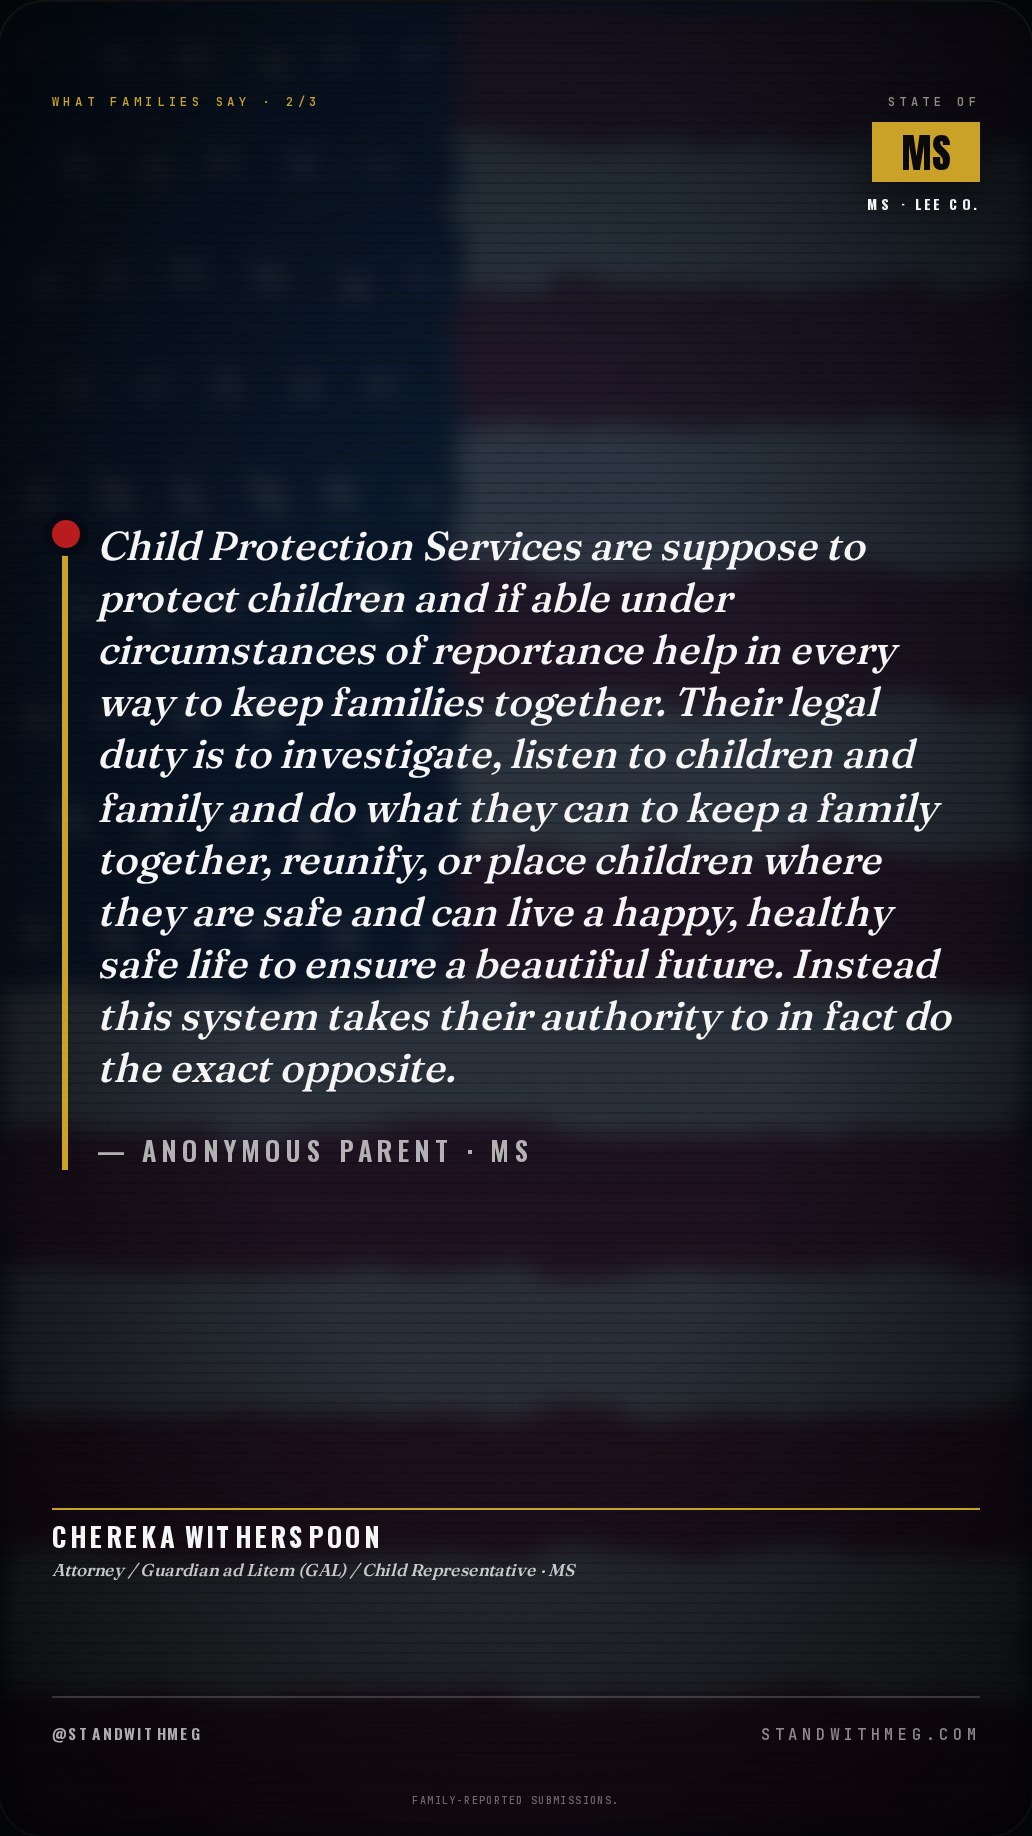 WHAT FAMILIES SAY · 2/3
STATE OF
MS
MS · LEE CO.
Child Protection Services are suppose to
protect children and if able under
circumstances of reportance help in every
way to keep families together. Their legal
duty is to investigate, listen to children and
family and do what they can to keep a family
together, reunify, or place children where
they are safe and can live a happy, healthy
safe life to ensure a beautiful future. Instead
this system takes their authority to in fact do
the exact opposite.
— ANONYMOUS PARENT · MS
CHEREKA WITHERSPOON
Attorney / Guardian ad Litem (GAL) / Child Representative · MS
@STANDWITHMEG
STANDWITHMEG.COM
FAMILY-REPORTED SUBMISSIONS.